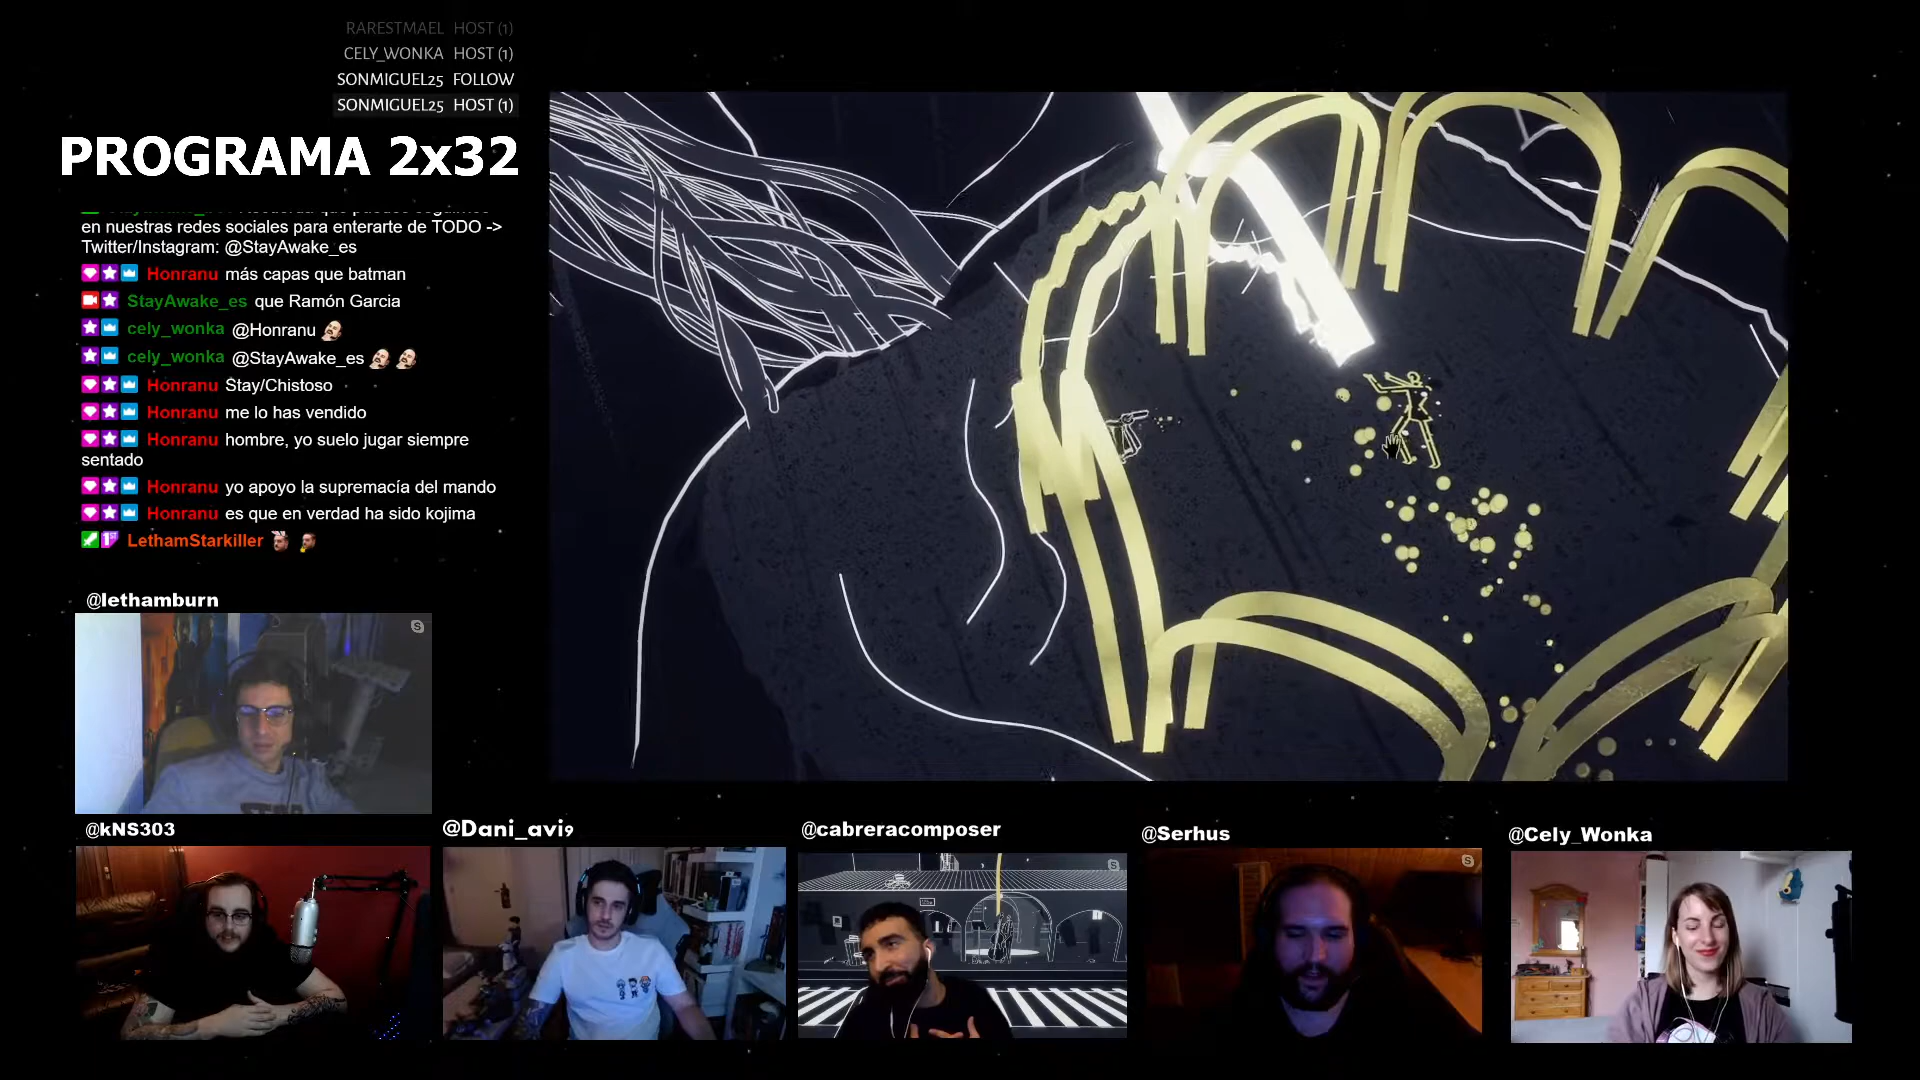 RARESTMAEL HOST (1)
CELY_WONKA HOST (1)
SONMIGUEL25 FOLLOW
SONMIGUEL25 HOST (1)
PROGRAMA 2x32
en nuestras redes sociales para enterarte de TODO ->
Twitter/Instagram: @StayAwake_es
Honranu más capas que batman
StayAwake_es que Ramón Garcia
cely_wonka @Honranu
cely_wonka @StayAwake_es
Honranu Stay/Chistoso
Honranu me lo has vendido
Honranu hombre, yo suelo jugar siempre
sentado
Honranu yo apoyo la supremacía del mando
Honranu es que en verdad ha sido kojima
LethamStarkiller
@lethamburn
@kNS303
@Dani_avi9
@cabreracomposer
@Serhus
@Cely_Wonka